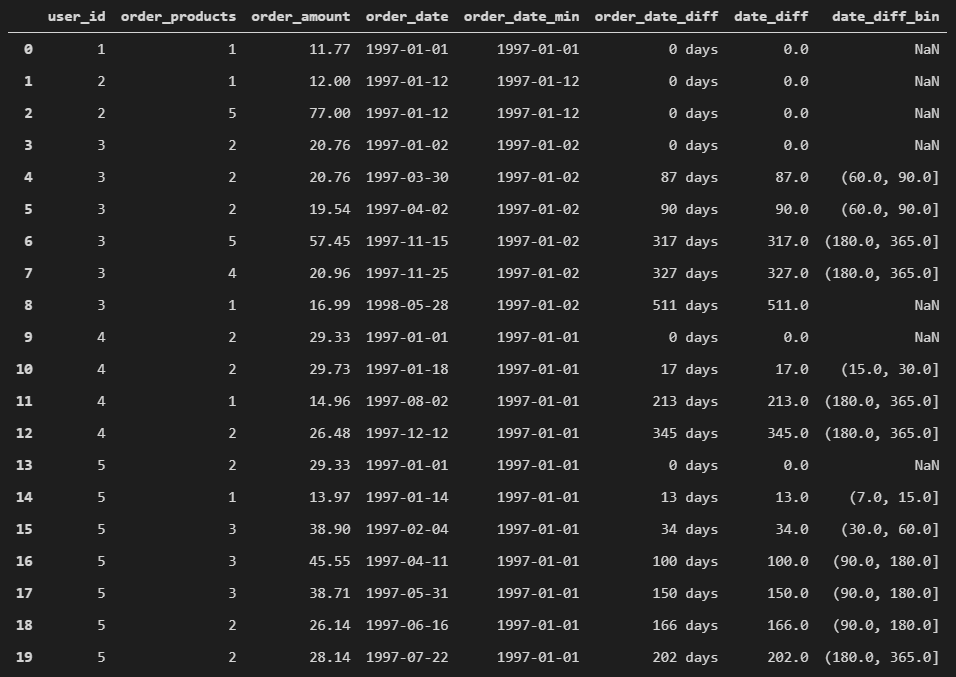 user_id order_products order_amount order_date order_date_min order_date_diff date_diff date_diff_bin
0 1 1 11.77 1997-01-01 1997-01-01 0 days 0.0 NaN
1 2 1 12.00 1997-01-12 1997-01-12 0 days 0.0 NaN
2 2 5 77.00 1997-01-12 1997-01-12 0 days 0.0 NaN
3 3 2 20.76 1997-01-02 1997-01-02 0 days 0.0 NaN
4 3 2 20.76 1997-03-30 1997-01-02 87 days 87.0 (60.0, 90.0]
5 3 2 19.54 1997-04-02 1997-01-02 90 days 90.0 (60.0, 90.0]
6 3 5 57.45 1997-11-15 1997-01-02 317 days 317.0 (180.0, 365.0]
7 3 4 20.96 1997-11-25 1997-01-02 327 days 327.0 (180.0, 365.0]
8 3 1 16.99 1998-05-28 1997-01-02 511 days 511.0 NaN
9 4 2 29.33 1997-01-01 1997-01-01 0 days 0.0 NaN
10 4 2 29.73 1997-01-18 1997-01-01 17 days 17.0 (15.0, 30.0]
11 4 1 14.96 1997-08-02 1997-01-01 213 days 213.0 (180.0, 365.0]
12 4 2 26.48 1997-12-12 1997-01-01 345 days 345.0 (180.0, 365.0]
13 5 2 29.33 1997-01-01 1997-01-01 0 days 0.0 NaN
14 5 1 13.97 1997-01-14 1997-01-01 13 days 13.0 (7.0, 15.0]
15 5 3 38.90 1997-02-04 1997-01-01 34 days 34.0 (30.0, 60.0]
16 5 3 45.55 1997-04-11 1997-01-01 100 days 100.0 (90.0, 180.0]
17 5 3 38.71 1997-05-31 1997-01-01 150 days 150.0 (90.0, 180.0]
18 5 2 26.14 1997-06-16 1997-01-01 166 days 166.0 (90.0, 180.0]
19 5 2 28.14 1997-07-22 1997-01-01 202 days 202.0 (180.0, 365.0]